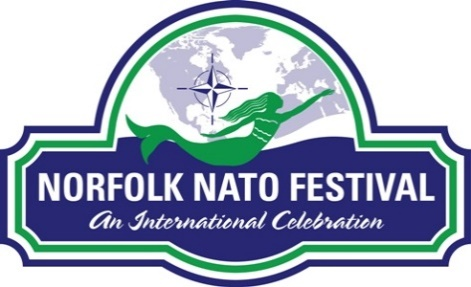 NORFOLK NATO FESTIVAL
An International Celebration